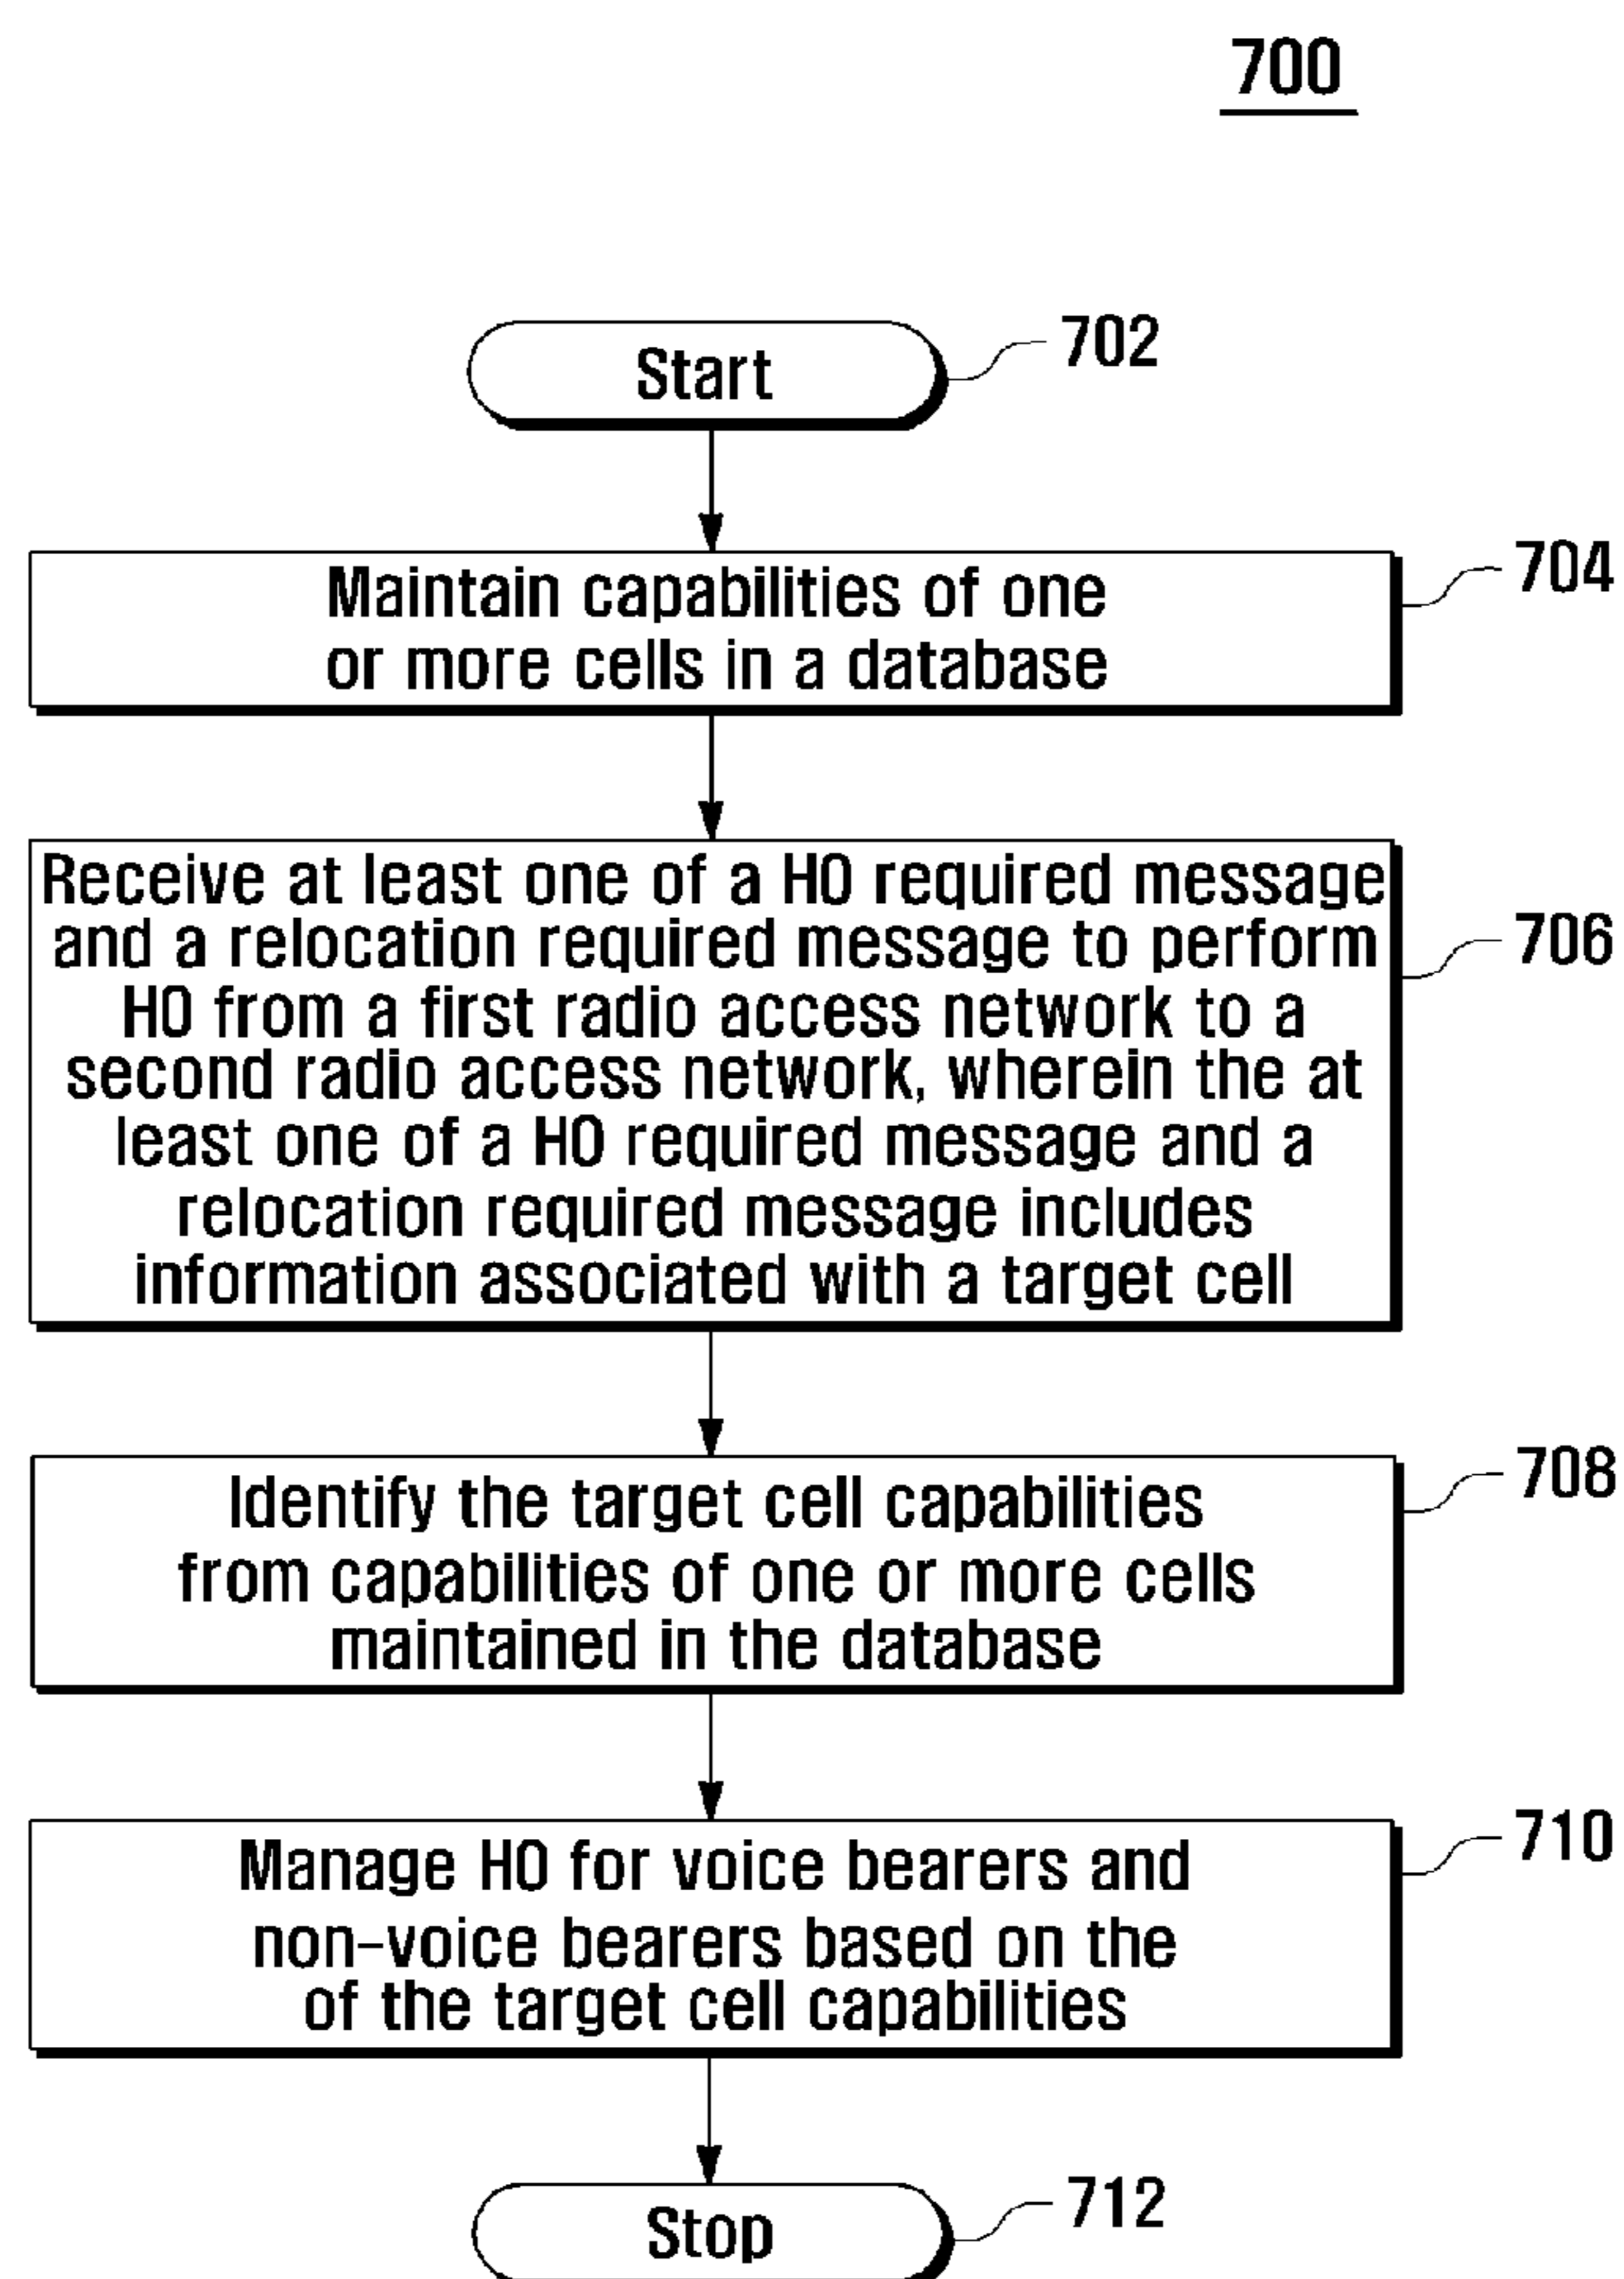 700
Start
702
Maintain capabilities of one
or more cells in a database
704
Receive at least one of a HO required message
and a relocation required message to perform
HO from a first radio access network to a
second radio access network, wherein the at
least one of a HO required message and a
relocation required message includes
information associated with a target cell
706
Identify the target cell capabilities
from capabilities of one or more cells
maintained in the database
708
Manage HO for voice bearers and
non-voice bearers based on the
of the target cell capabilities
710
Stop
712